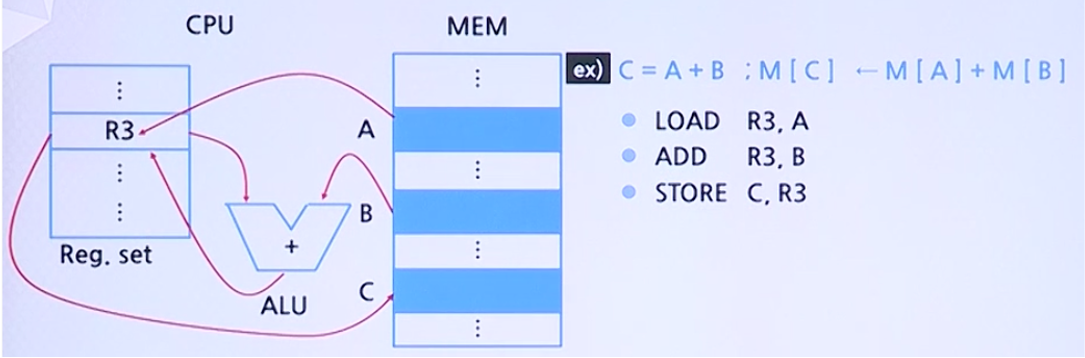 CPU
MEM
⋮
R3
⋮
⋮
Reg. set
+
ALU
⋮
A
⋮
B
⋮
C
⋮
ex) C = A + B ; M [ C ] ← M [ A ] + M [ B ]
LOAD R3, A
ADD R3, B
STORE C, R3